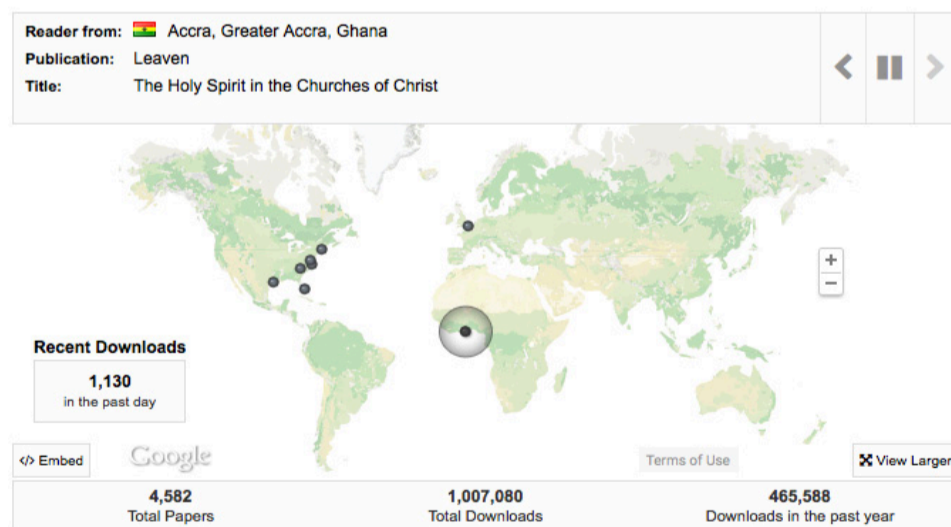 Reader from: Accra, Greater Accra, Ghana
Publication: Leaven
Title: The Holy Spirit in the Churches of Christ
+
−
Recent Downloads
1,130
in the past day
</> Embed
Google
Terms of Use
View Larger
4,582
Total Papers
1,007,080
Total Downloads
465,588
Downloads in the past year